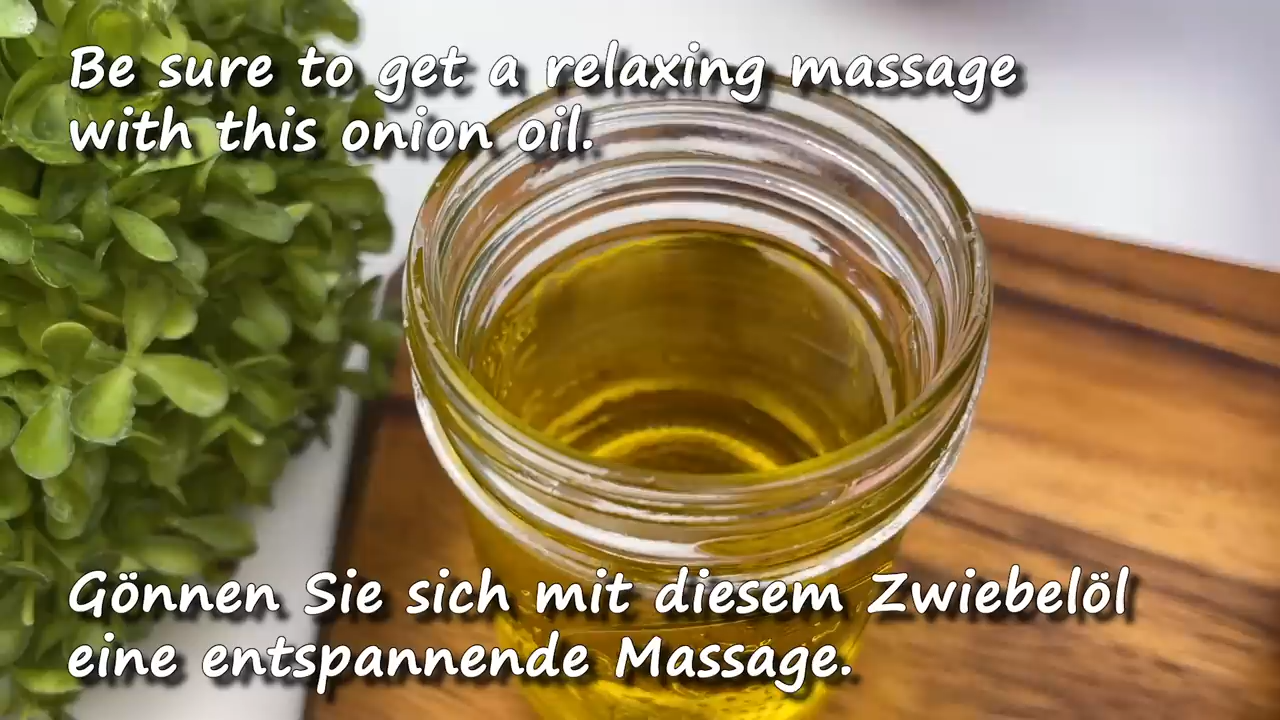 Be sure to get a relaxing massage
with this onion oil.
Gönnen Sie sich mit diesem Zwiebelöl
eine entspannende Massage.